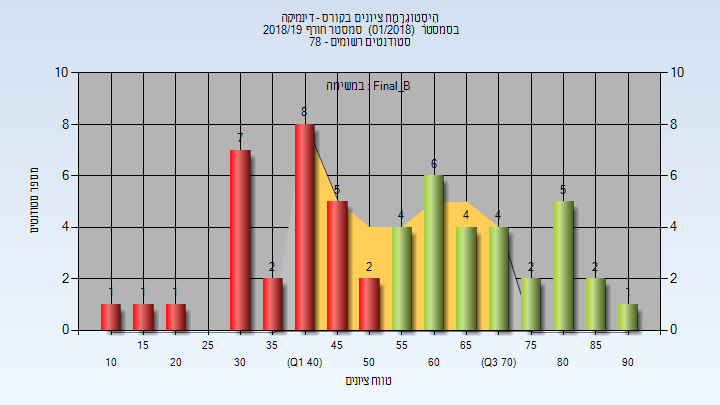 הִיסְטוֹגְרָמַת ציונים בקורס - דינמיקה
בסמסטר (01/2018) סמסטר חורף 2018/19
סטודנטים רשומים - 78
במשימה : Final_B
מספר סטודנטים
10 10
8 8
6 6
4 4
2 2
0 0
1 1 1 7 2 8 5 2 4 6 4 4 2 5 2 1
15 25 35 45 55 65 75 85
10 20 30 (Q1 40) 50 60 (Q3 70) 80 90
טווח ציונים